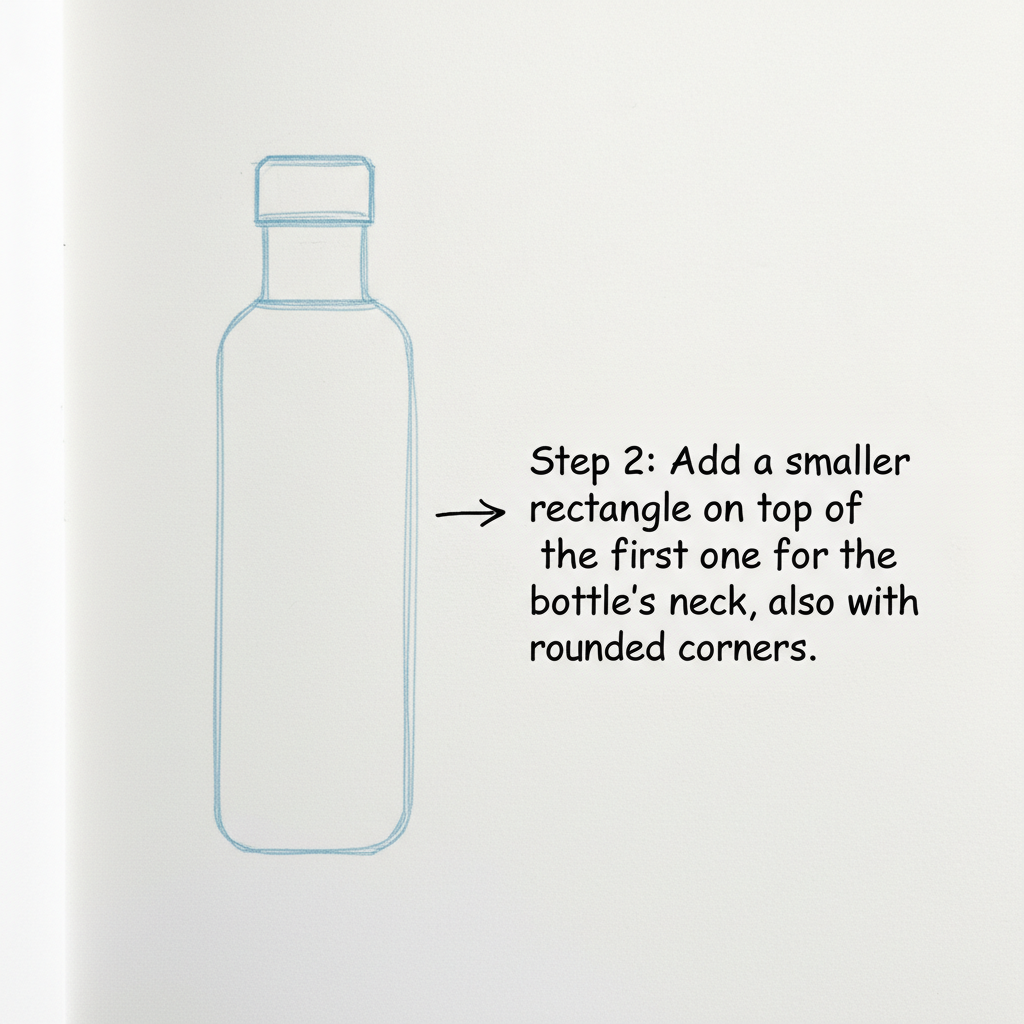 Step 2: Add a smaller
rectangle on top of
the first one for the
bottle's neck, also with
rounded corners.